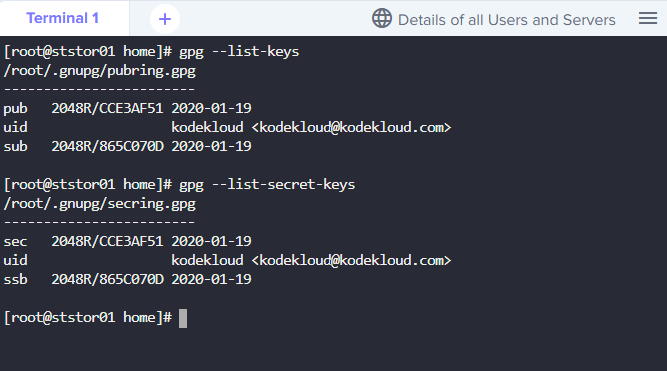 Terminal 1 + Details of all Users and Servers
[root@ststor01 home]# gpg --list-keys
/root/.gnupg/pubring.gpg
------------------------
pub   2048R/CCE3AF51 2020-01-19
uid                  kodekloud <kodekloud@kodekloud.com>
sub   2048R/865C070D 2020-01-19

[root@ststor01 home]# gpg --list-secret-keys
/root/.gnupg/secring.gpg
------------------------
sec   2048R/CCE3AF51 2020-01-19
uid                  kodekloud <kodekloud@kodekloud.com>
ssb   2048R/865C070D 2020-01-19

[root@ststor01 home]#